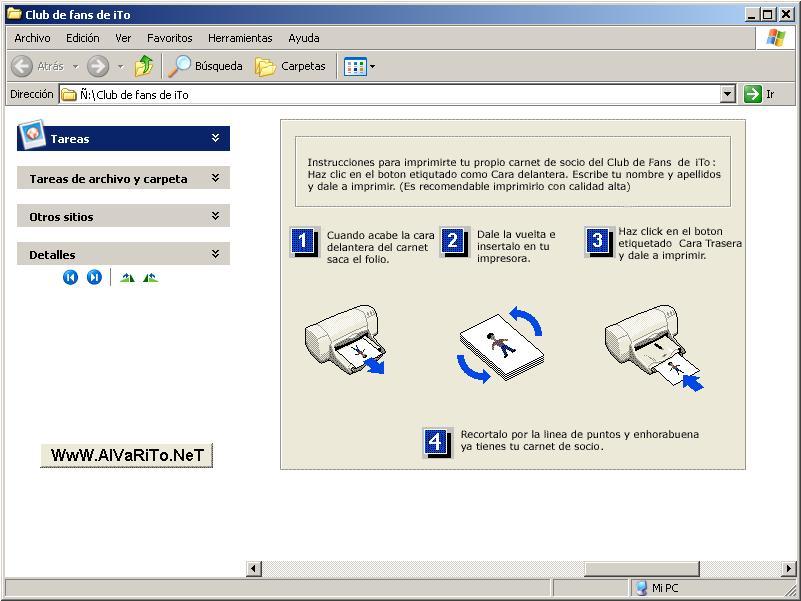 Club de fans de iTo
Archivo Edición Ver Favoritos Herramientas Ayuda
Atrás Búsqueda Carpetas
Dirección Ñ:\Club de fans de iTo Ir
Tareas
Tareas de archivo y carpeta
Otros sitios
Detalles
WwW.AlVaRiTo.NeT
Instrucciones para imprimirte tu propio carnet de socio del Club de Fans de iTo :
Haz clic en el boton etiquetado como Cara delantera. Escribe tu nombre y apellidos
y dale a imprimir. (Es recomendable imprimirlo con calidad alta)
1
Cuando acabe la cara
delantera del carnet
saca el folio.
2
Dale la vuelta e
insertalo en tu
impresora.
3
Haz click en el boton
etiquetado Cara Trasera
y dale a imprimir.
4
Recortalo por la linea de puntos y enhorabuena
ya tienes tu carnet de socio.
Mi PC